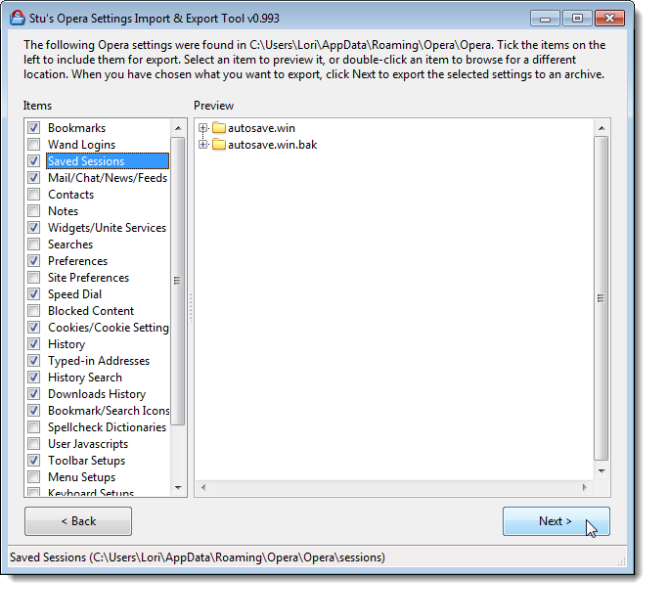 Stu's Opera Settings Import & Export Tool v0.993
The following Opera settings were found in C:\Users\Lori\AppData\Roaming\Opera\Opera. Tick the items on the
left to include them for export. Select an item to preview it, or double-click an item to browse for a different
location. When you have chosen what you want to export, click Next to export the selected settings to an archive.
Items
Preview
Bookmarks
Wand Logins
Saved Sessions
Mail/Chat/News/Feeds
Contacts
Notes
Widgets/Unite Services
Searches
Preferences
Site Preferences
Speed Dial
Blocked Content
Cookies/Cookie Setting
History
Typed-in Addresses
History Search
Downloads History
Bookmark/Search Icons
Spellcheck Dictionaries
User Javascripts
Toolbar Setups
Menu Setups
Keyboard Setups
autosave.win
autosave.win.bak
< Back
Next >
Saved Sessions (C:\Users\Lori\AppData\Roaming\Opera\Opera\sessions)